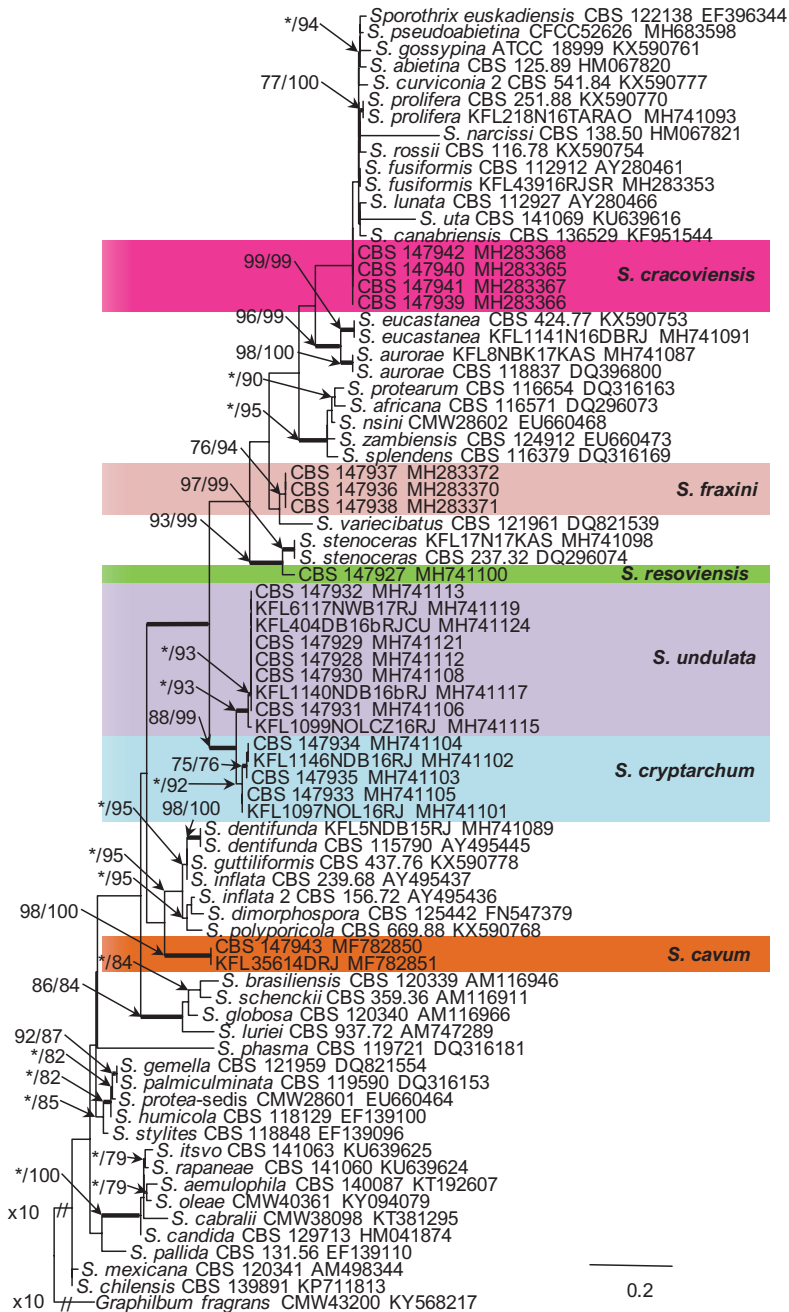 Sporothrix euskadiensis CBS 122138 EF396344
*/94
S. pseudoabietina CFCC52626 MH683598
S. gossypina ATCC 18999 KX590761
S. abietina CBS 125.89 HM067820
77/100
S. curviconia 2 CBS 541.84 KX590777
S. prolifera CBS 251.88 KX590770
S. prolifera KFL218N16TARAO MH741093
S. narcissi CBS 138.50 HM067821
S. rossii CBS 116.78 KX590754
S. fusiformis CBS 112912 AY280461
S. fusiformis KFL43916RJSR MH283353
S. lunata CBS 112927 AY280466
S. uta CBS 141069 KU639616
S. canabriensis CBS 136529 KF951544
CBS 147942 MH283368
99/99
CBS 147940 MH283365
S. cracoviensis
CBS 147941 MH283367
CBS 147939 MH283366
96/99
S. eucastanea CBS 424.77 KX590753
S. eucastanea KFL1141N16DBRJ MH741091
98/100
S. aurorae KFL8NBK17KAS MH741087
S. aurorae CBS 118837 DQ396800
*/90
S. protearum CBS 116654 DQ316163
S. africana CBS 116571 DQ296073
*/95
S. nsini CMW28602 EU660468
S. zambiensis CBS 124912 EU660473
76/94
S. splendens CBS 116379 DQ316169
CBS 147937 MH283372
97/99
CBS 147936 MH283370
S. fraxini
CBS 147938 MH283371
93/99
S. variecibatus CBS 121961 DQ821539
S. stenoceras KFL17N17KAS MH741098
S. stenoceras CBS 237.32 DQ296074
CBS 147927 MH741100
S. resoviensis
CBS 147932 MH741113
KFL6117NWB17RJ MH741119
KFL404DB16bRJCU MH741124
CBS 147929 MH741121
*/93
CBS 147928 MH741112
S. undulata
CBS 147930 MH741108
*/93
KFL1140NDB16bRJ MH741117
CBS 147931 MH741106
88/99
KFL1099NOLCZ16RJ MH741115
CBS 147934 MH741104
75/76
KFL1146NDB16RJ MH741102
S. cryptarchum
*/92
CBS 147935 MH741103
CBS 147933 MH741105
*/95
98/100
KFL1097NOL16RJ MH741101
S. dentifunda KFL5NDB15RJ MH741089
*/95
S. dentifunda CBS 115790 AY495445
S. guttiliformis CBS 437.76 KX590778
*/95
S. inflata CBS 239.68 AY495437
S. inflata 2 CBS 156.72 AY495436
98/100
S. dimorphospora CBS 125442 FN547379
S. polyporicola CBS 669.88 KX590768
CBS 147943 MF782850
S. cavum
KFL35614DRJ MF782851
*/84
S. brasiliensis CBS 120339 AM116946
86/84
S. schenckii CBS 359.36 AM116911
S. globosa CBS 120340 AM116966
S. luriei CBS 937.72 AM747289
92/87
S. phasma CBS 119721 DQ316181
*/82
S. gemella CBS 121959 DQ821554
*/82
S. palmiculminata CBS 119590 DQ316153
*/85
S. protea-sedis CMW28601 EU660464
S. humicola CBS 118129 EF139100
S. stylites CBS 118848 EF139096
*/79
S. itsvo CBS 141063 KU639625
*/100
S. rapaneae CBS 141060 KU639624
*/79
S. aemulophila CBS 140087 KT192607
S. oleae CMW40361 KY094079
x10 //
S. cabralii CMW38098 KT381295
S. candida CBS 129713 HM041874
S. pallida CBS 131.56 EF139110
S. mexicana CBS 120341 AM498344
S. chilensis CBS 139891 KP711813
0.2
x10 //
Graphilbum fragrans CMW43200 KY568217